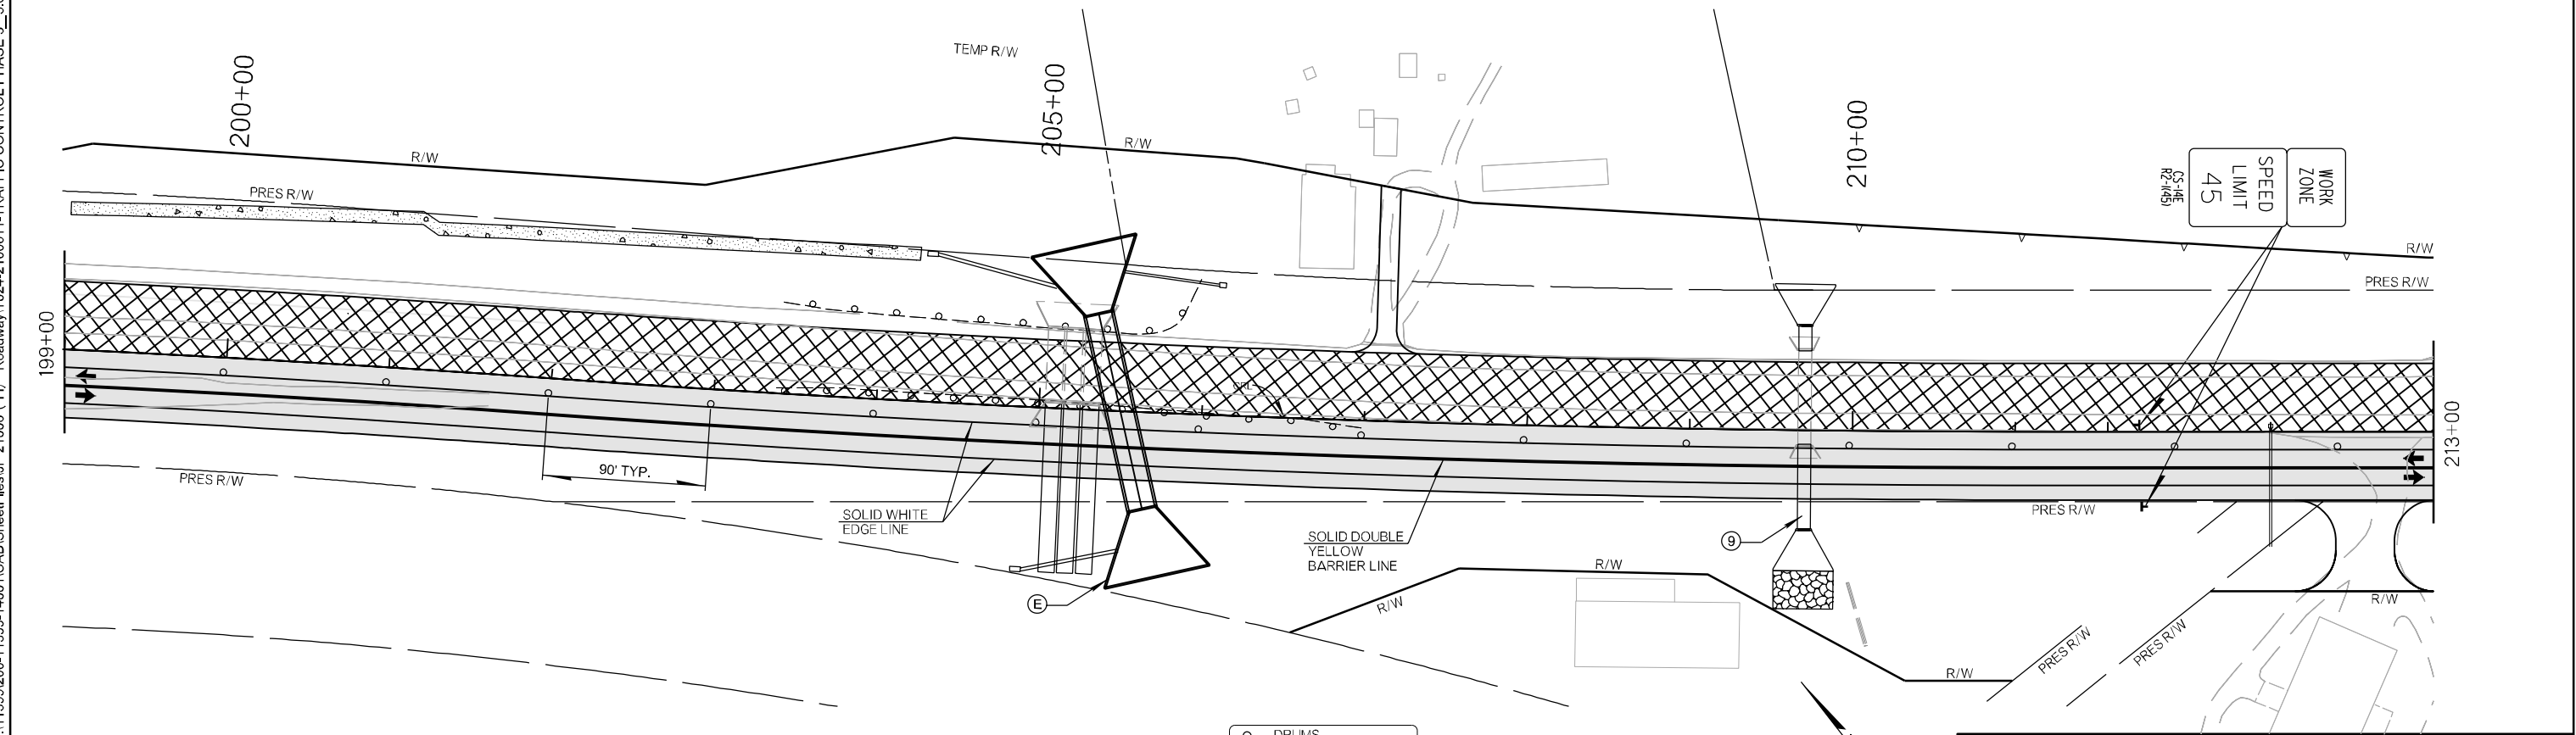 TEMP R/W
200+00
205+00
210+00
R/W
R/W
PRES R/W
WORK
ZONE
SPEED
LIMIT
45
CS-14E
R2-1(45)
R/W
PRES R/W
199+00
213+00
PRES R/W
90' TYP.
SOLID WHITE
EDGE LINE
SOLID DOUBLE
YELLOW
BARRIER LINE
9
PRES R/W
E
R/W
R/W
R/W
R/W
PRES R/W
PRES R/W
DRUMS